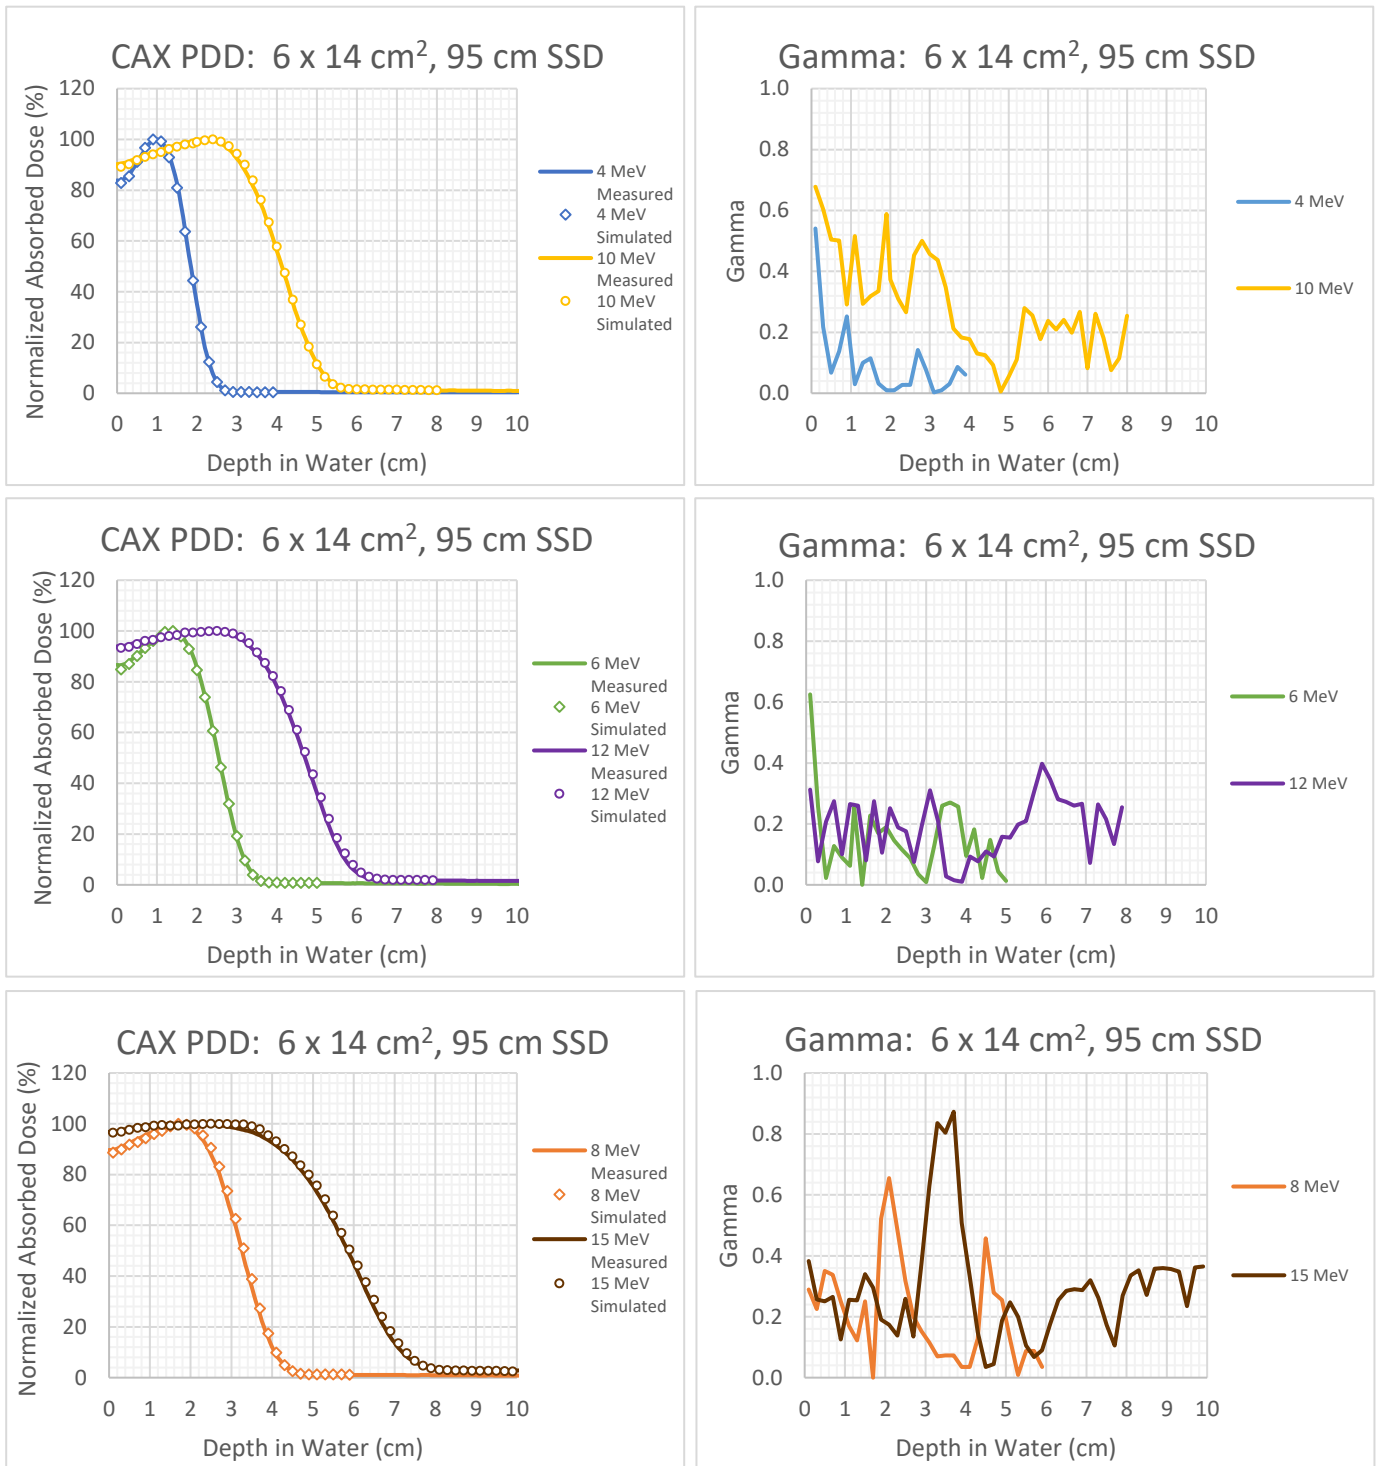 CAX PDD:  6 x 14 cm², 95 cm SSD
Normalized Absorbed Dose (%)
120
100
80
60
40
20
0
0 1 2 3 4 5 6 7 8 9 10
Depth in Water (cm)
4 MeV
Measured
4 MeV
Simulated
10 MeV
Measured
10 MeV
Simulated
Gamma:  6 x 14 cm², 95 cm SSD
Gamma
1.0
0.8
0.6
0.4
0.2
0.0
0 1 2 3 4 5 6 7 8 9 10
Depth in Water (cm)
4 MeV
10 MeV
CAX PDD:  6 x 14 cm², 95 cm SSD
Normalized Absorbed Dose (%)
120
100
80
60
40
20
0
0 1 2 3 4 5 6 7 8 9 10
Depth in Water (cm)
6 MeV
Measured
6 MeV
Simulated
12 MeV
Measured
12 MeV
Simulated
Gamma:  6 x 14 cm², 95 cm SSD
Gamma
1.0
0.8
0.6
0.4
0.2
0.0
0 1 2 3 4 5 6 7 8 9 10
Depth in Water (cm)
6 MeV
12 MeV
CAX PDD:  6 x 14 cm², 95 cm SSD
Normalized Absorbed Dose (%)
120
100
80
60
40
20
0
0 1 2 3 4 5 6 7 8 9 10
Depth in Water (cm)
8 MeV
Measured
8 MeV
Simulated
15 MeV
Measured
15 MeV
Simulated
Gamma:  6 x 14 cm², 95 cm SSD
Gamma
1.0
0.8
0.6
0.4
0.2
0.0
0 1 2 3 4 5 6 7 8 9 10
Depth in Water (cm)
8 MeV
15 MeV